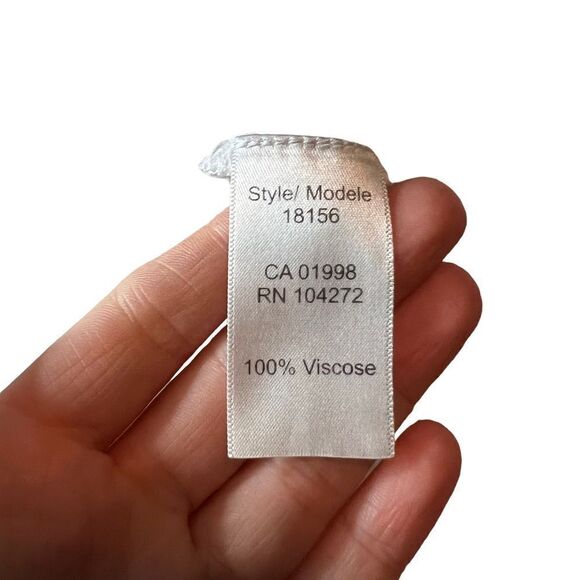 Style/ Modele
18156
CA 01998
RN 104272
100% Viscose